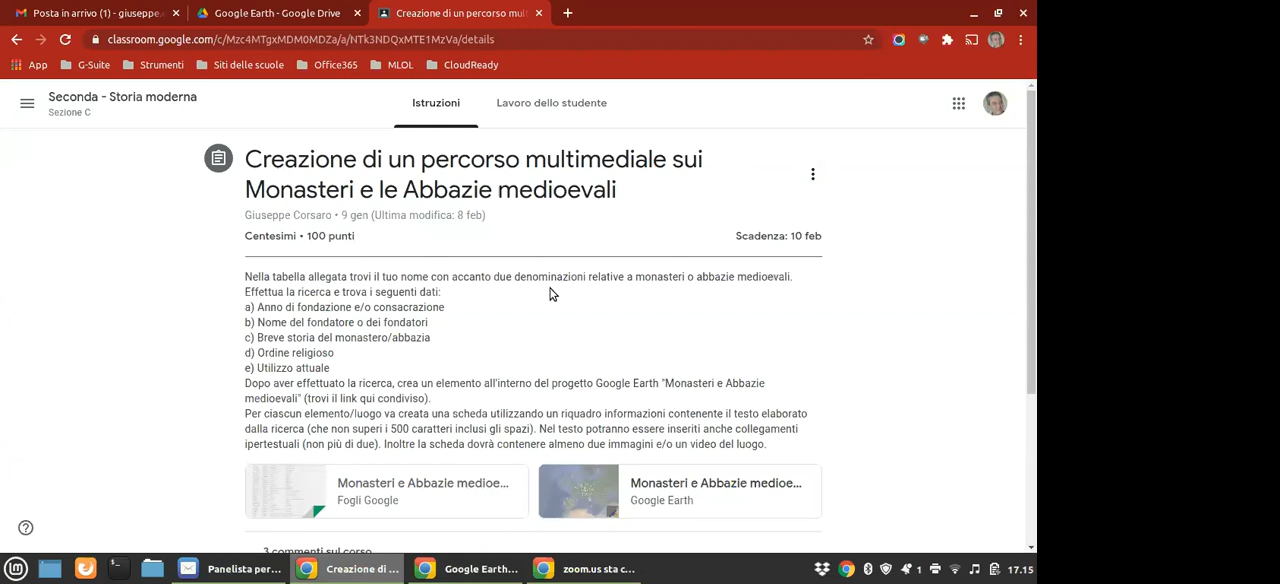 Posta in arrivo (1) - giuseppe.
Google Earth - Google Drive
Creazione di un percorso mult
classroom.google.com/c/Mzc4MTgxMDM0MDZa/a/NTk3NDQxMTE1MzVa/details
App
G-Suite
Strumenti
Siti delle scuole
Office365
MLOL
CloudReady
Seconda - Storia moderna
Sezione C
Istruzioni
Lavoro dello studente
Creazione di un percorso multimediale sui
Monasteri e le Abbazie medioevali
Giuseppe Corsaro • 9 gen (Ultima modifica: 8 feb)
Centesimi • 100 punti
Scadenza: 10 feb
Nella tabella allegata trovi il tuo nome con accanto due denominazioni relative a monasteri o abbazie medioevali.
Effettua la ricerca e trova i seguenti dati:
a) Anno di fondazione e/o consacrazione
b) Nome del fondatore o dei fondatori
c) Breve storia del monastero/abbazia
d) Ordine religioso
e) Utilizzo attuale
Dopo aver effettuato la ricerca, crea un elemento all'interno del progetto Google Earth "Monasteri e Abbazie
medioevali" (trovi il link qui condiviso).
Per ciascun elemento/luogo va creata una scheda utilizzando un riquadro informazioni contenente il testo elaborato
dalla ricerca (che non superi i 500 caratteri inclusi gli spazi). Nel testo potranno essere inseriti anche collegamenti
ipertestuali (non più di due). Inoltre la scheda dovrà contenere almeno due immagini e/o un video del luogo.
Monasteri e Abbazie medioe...
Fogli Google
Monasteri e Abbazie medioe...
Google Earth
3 commenti sul corso
Panelista per...
Creazione di ...
Google Earth...
zoom.us sta c...
1
17.15